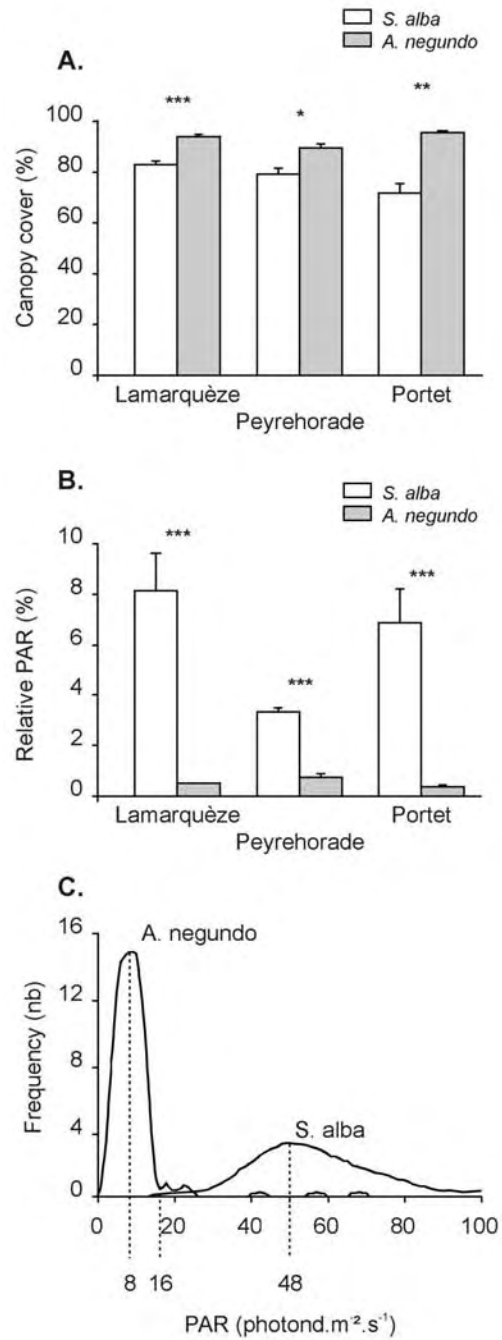 S. alba
A. negundo
A.
***
*
**
100
80
60
40
20
0
Canopy cover (%)
Lamarquèze
Portet
Peyrehorade
B.
S. alba
A. negundo
10
8
6
4
2
0
***
***
***
Relative PAR (%)
Lamarquèze
Portet
Peyrehorade
C.
16
12
8
4
0
Frequency (nb)
A. negundo
S. alba
0 20 40 60 80 100
8 16 48
PAR (photond.m⁻².s⁻¹)